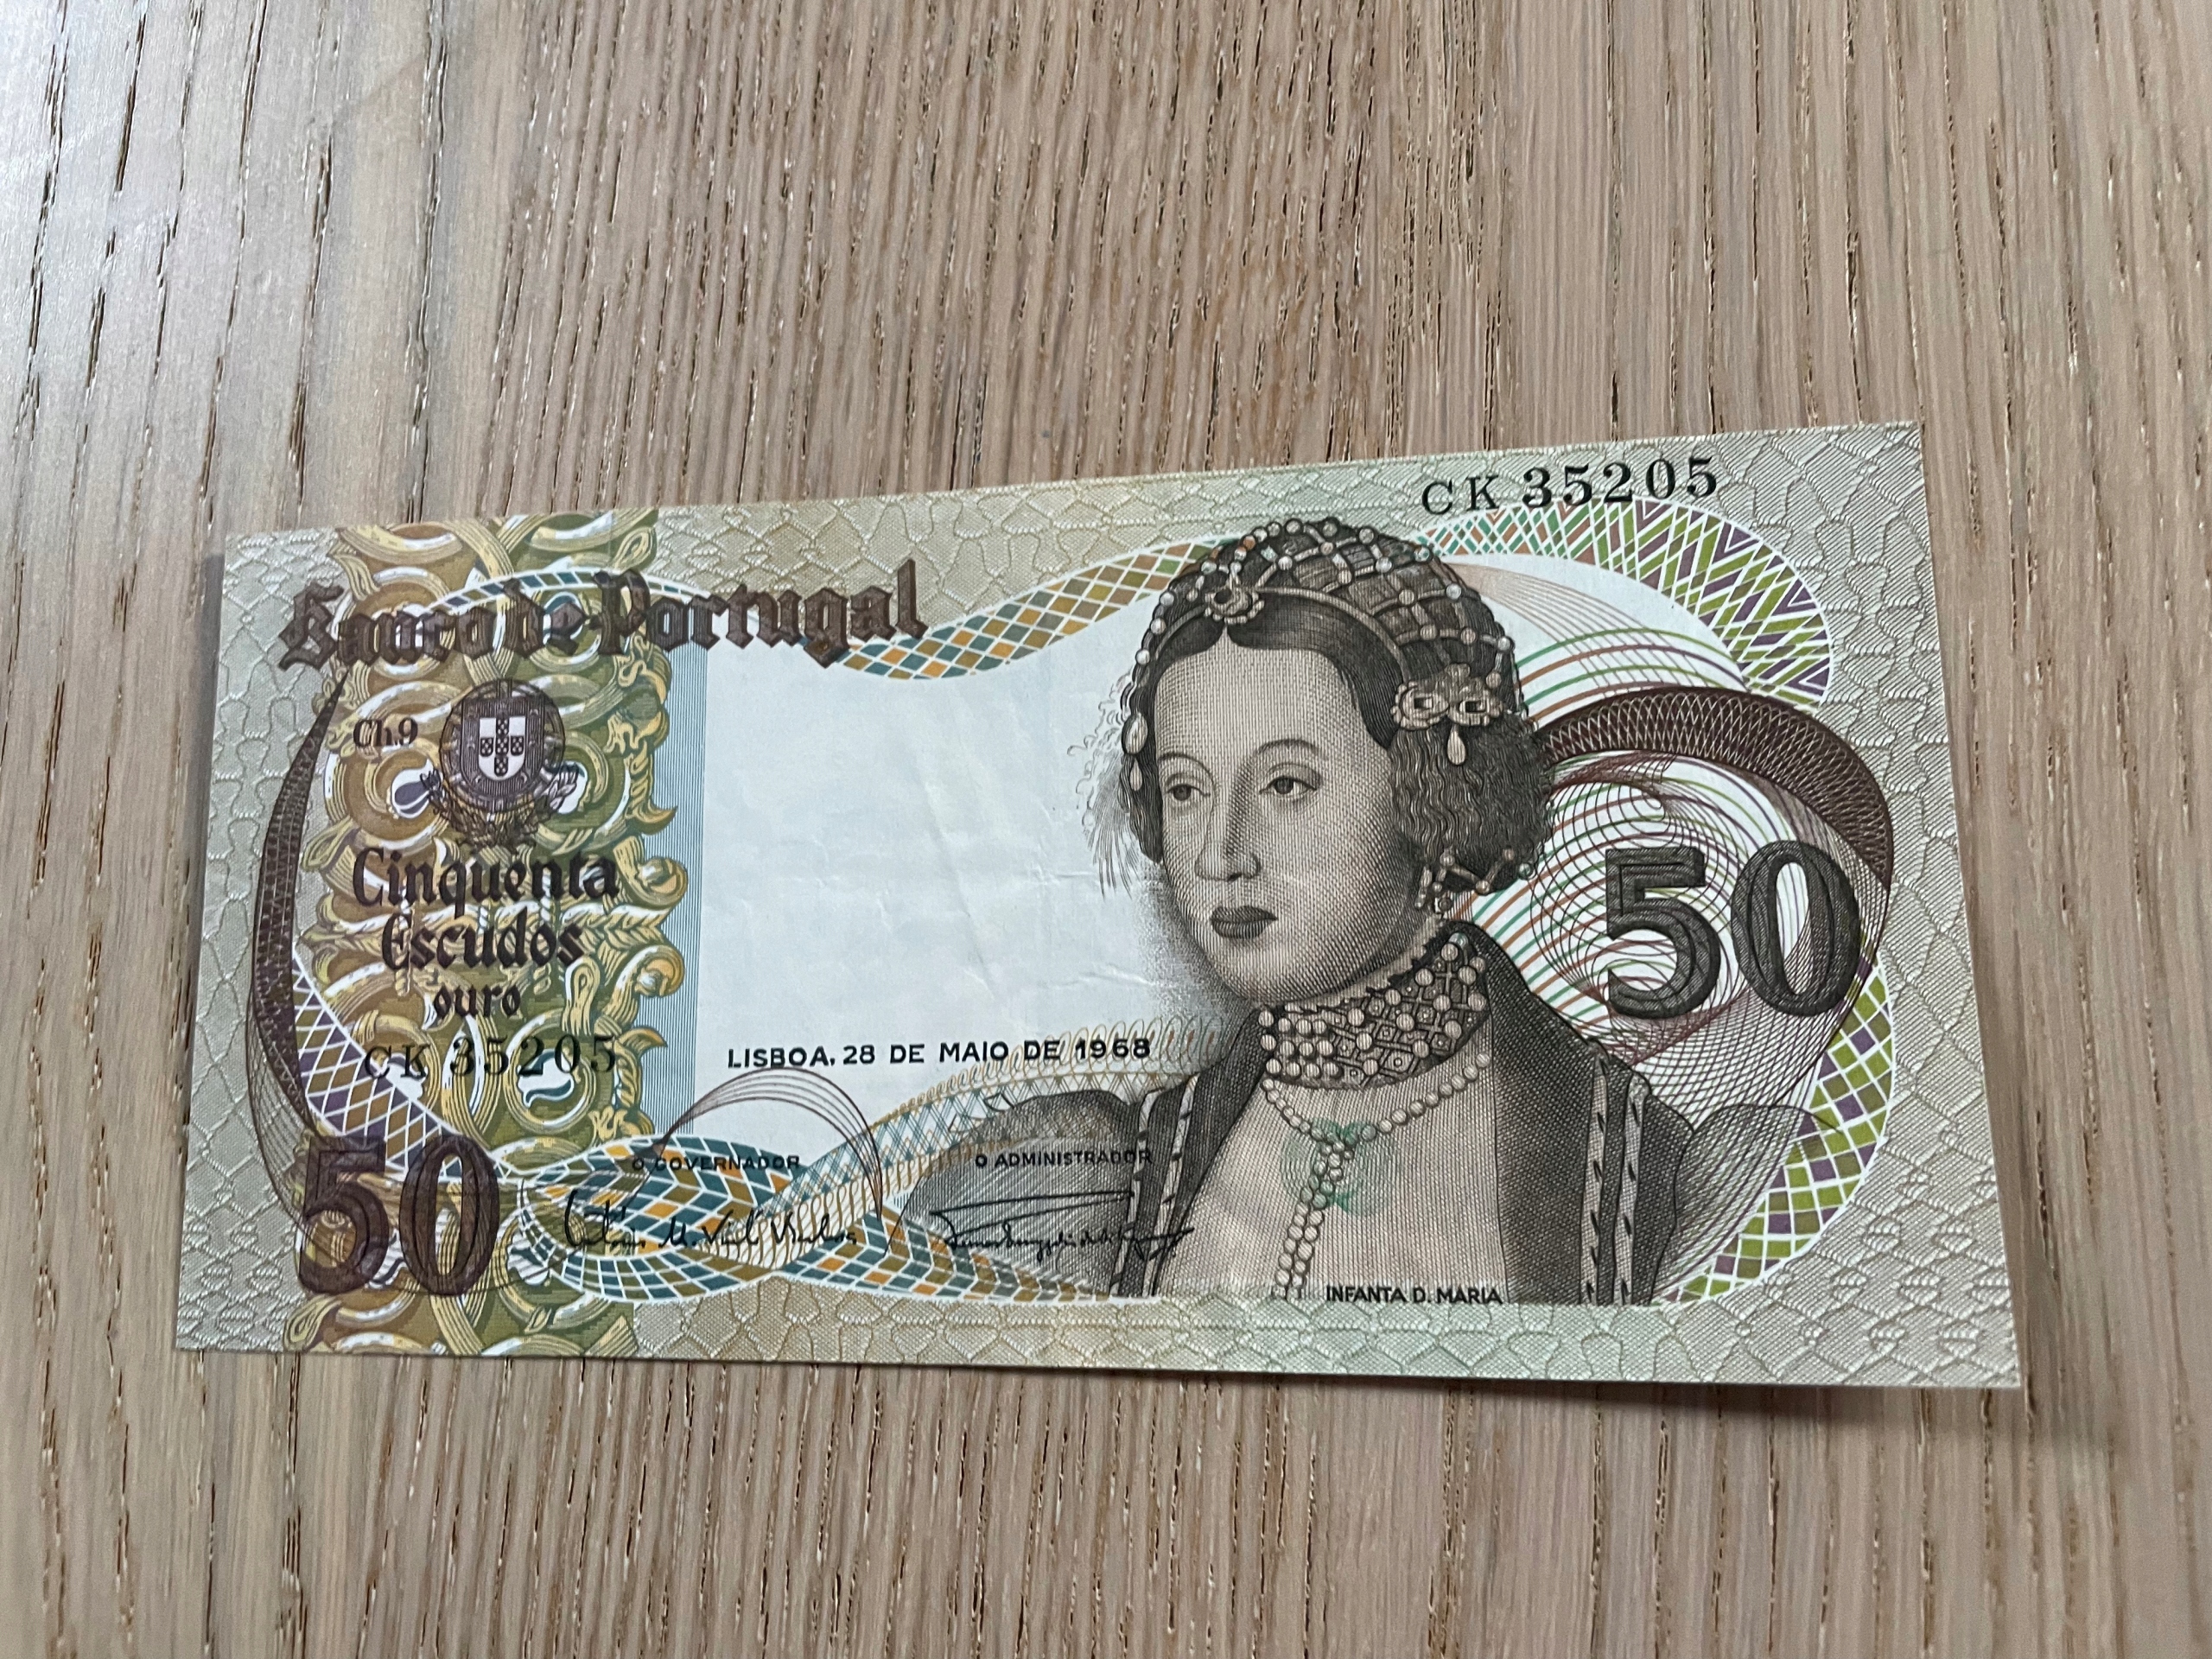 CK 35205
Banco de Portugal
Ch.9
Cinquenta
Escudos
ouro
CK 35205
LISBOA, 28 DE MAIO DE 1968
50
50
O GOVERNADOR
O ADMINISTRADOR
INFANTA D. MARIA